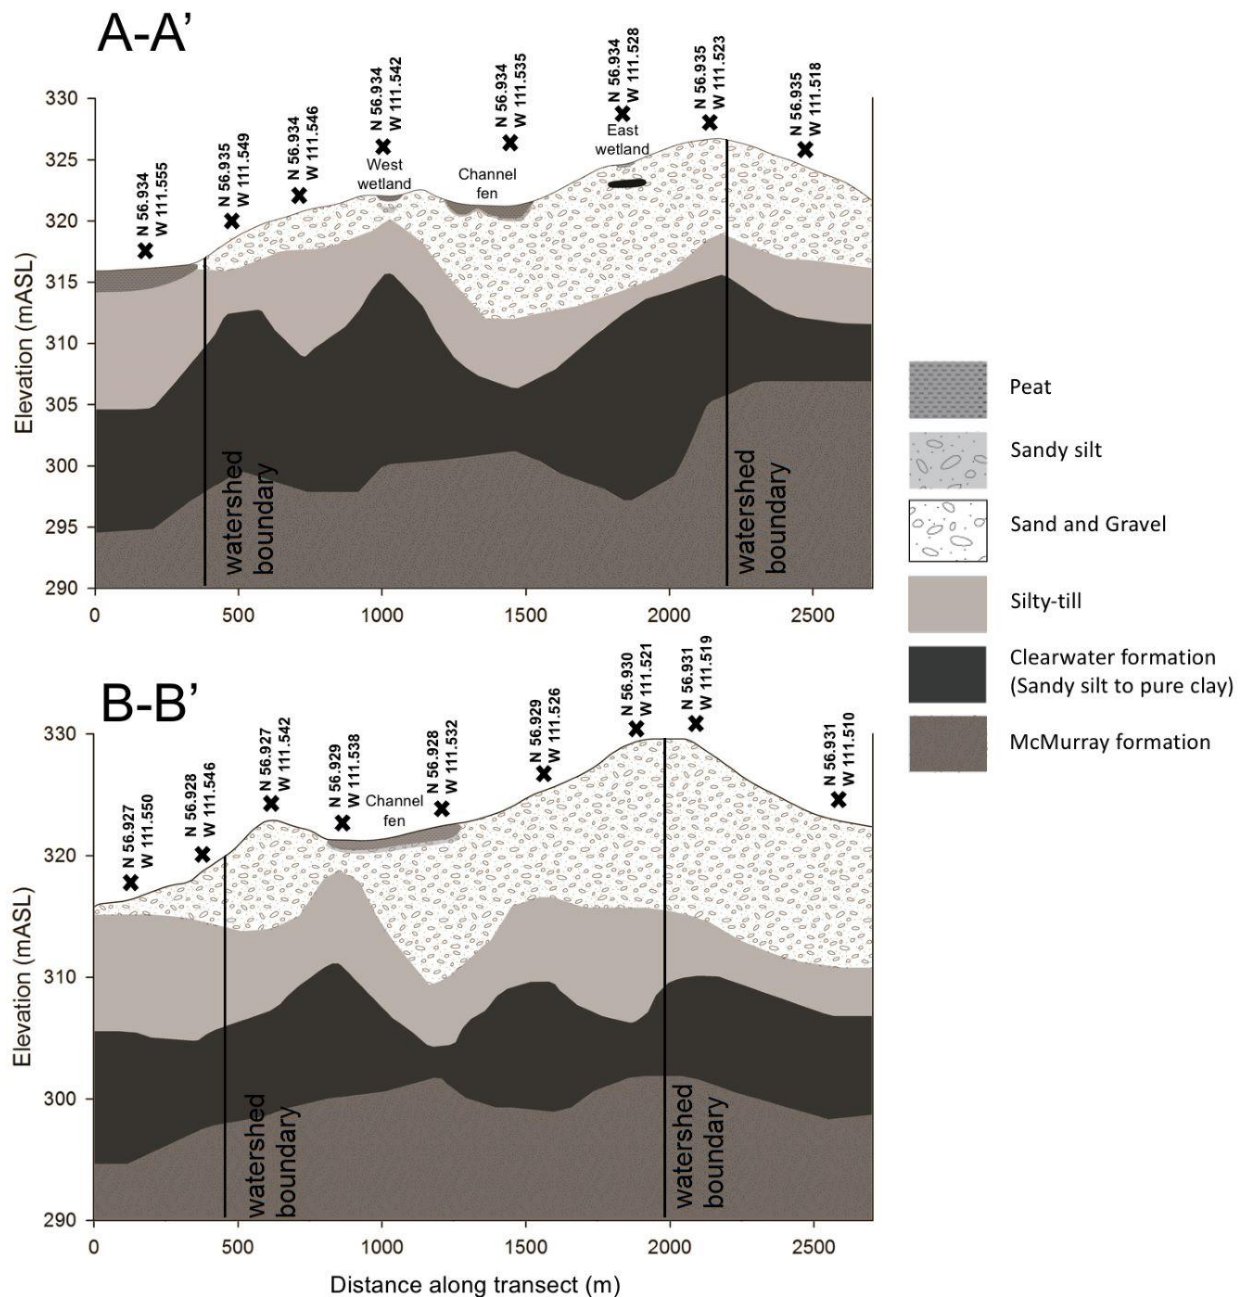 A-A’
N 56.934
W 111.555
N 56.935
W 111.549
N 56.934
W 111.546
N 56.934
W 111.542
N 56.934
W 111.535
N 56.934
W 111.528
N 56.935
W 111.523
N 56.935
W 111.518
West
wetland
Channel
fen
East
wetland
Elevation (mASL)
330
325
320
315
310
305
300
295
290
watershed
boundary
watershed
boundary
0
500
1000
1500
2000
2500
Peat
Sandy silt
Sand and Gravel
Silty-till
Clearwater formation
(Sandy silt to pure clay)
McMurray formation
B-B’
N 56.927
W 111.550
N 56.928
W 111.546
N 56.927
W 111.542
N 56.929
W 111.538
N 56.928
W 111.532
N 56.929
W 111.526
N 56.930
W 111.521
N 56.931
W 111.519
N 56.931
W 111.510
Channel
fen
Elevation (mASL)
330
320
310
300
290
watershed
boundary
watershed
boundary
0
500
1000
1500
2000
2500
Distance along transect (m)